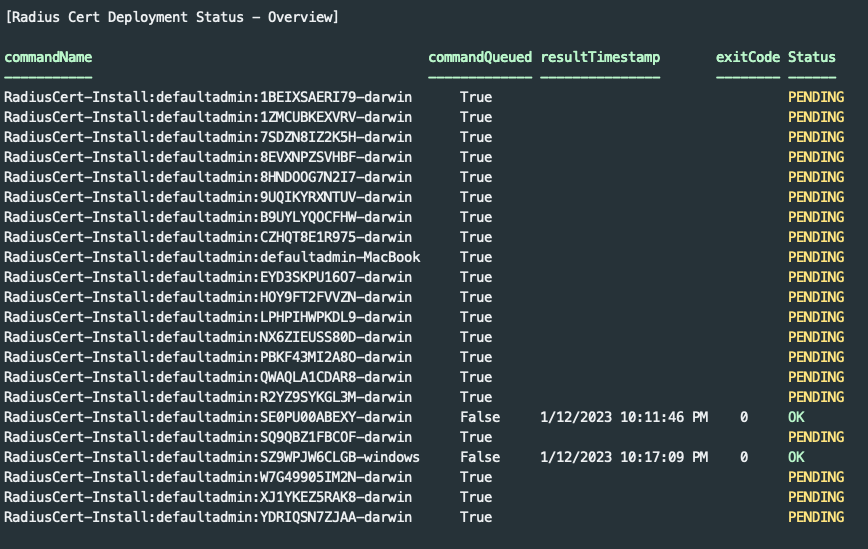 [Radius Cert Deployment Status - Overview]
commandName commandQueued resultTimestamp exitCode Status
----------- ------------- --------------- -------- ------
RadiusCert-Install:defaultadmin:1BEIXSAERI79-darwin True PENDING
RadiusCert-Install:defaultadmin:1ZMCUBKEXVRV-darwin True PENDING
RadiusCert-Install:defaultadmin:7SDZN8IZ2K5H-darwin True PENDING
RadiusCert-Install:defaultadmin:8EVXNPZSVHBF-darwin True PENDING
RadiusCert-Install:defaultadmin:8HNDOOG7N2I7-darwin True PENDING
RadiusCert-Install:defaultadmin:9UQIKYRXNTUV-darwin True PENDING
RadiusCert-Install:defaultadmin:B9UYLYQOCFHW-darwin True PENDING
RadiusCert-Install:defaultadmin:CZHQT8E1R975-darwin True PENDING
RadiusCert-Install:defaultadmin:defaultadmin-MacBook True PENDING
RadiusCert-Install:defaultadmin:EYD3SKPU16O7-darwin True PENDING
RadiusCert-Install:defaultadmin:HOY9FT2FVVZN-darwin True PENDING
RadiusCert-Install:defaultadmin:LPHPIHWPKDL9-darwin True PENDING
RadiusCert-Install:defaultadmin:NX6ZIEUSS80D-darwin True PENDING
RadiusCert-Install:defaultadmin:PBKF43MI2A8O-darwin True PENDING
RadiusCert-Install:defaultadmin:QWAQLA1CDAR8-darwin True PENDING
RadiusCert-Install:defaultadmin:R2YZ9SYKGL3M-darwin True PENDING
RadiusCert-Install:defaultadmin:SE0PU00ABEXY-darwin False 1/12/2023 10:11:46 PM 0 OK
RadiusCert-Install:defaultadmin:SQ9QBZ1FBCOF-darwin True PENDING
RadiusCert-Install:defaultadmin:SZ9WPJW6CLGB-windows False 1/12/2023 10:17:09 PM 0 OK
RadiusCert-Install:defaultadmin:W7G49905IM2N-darwin True PENDING
RadiusCert-Install:defaultadmin:XJ1YKEZ5RAK8-darwin True PENDING
RadiusCert-Install:defaultadmin:YDRIQSN7ZJAA-darwin True PENDING